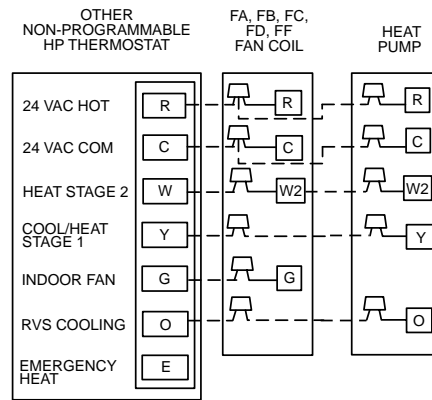 OTHER
NON-PROGRAMMABLE
HP THERMOSTAT
FA, FB, FC,
FD, FF
FAN COIL
HEAT
PUMP
24 VAC HOT R R R
24 VAC COM C C C
HEAT STAGE 2 W W2 W2
COOL/HEAT
STAGE 1 Y Y
INDOOR FAN G G
RVS COOLING O O
EMERGENCY
HEAT E